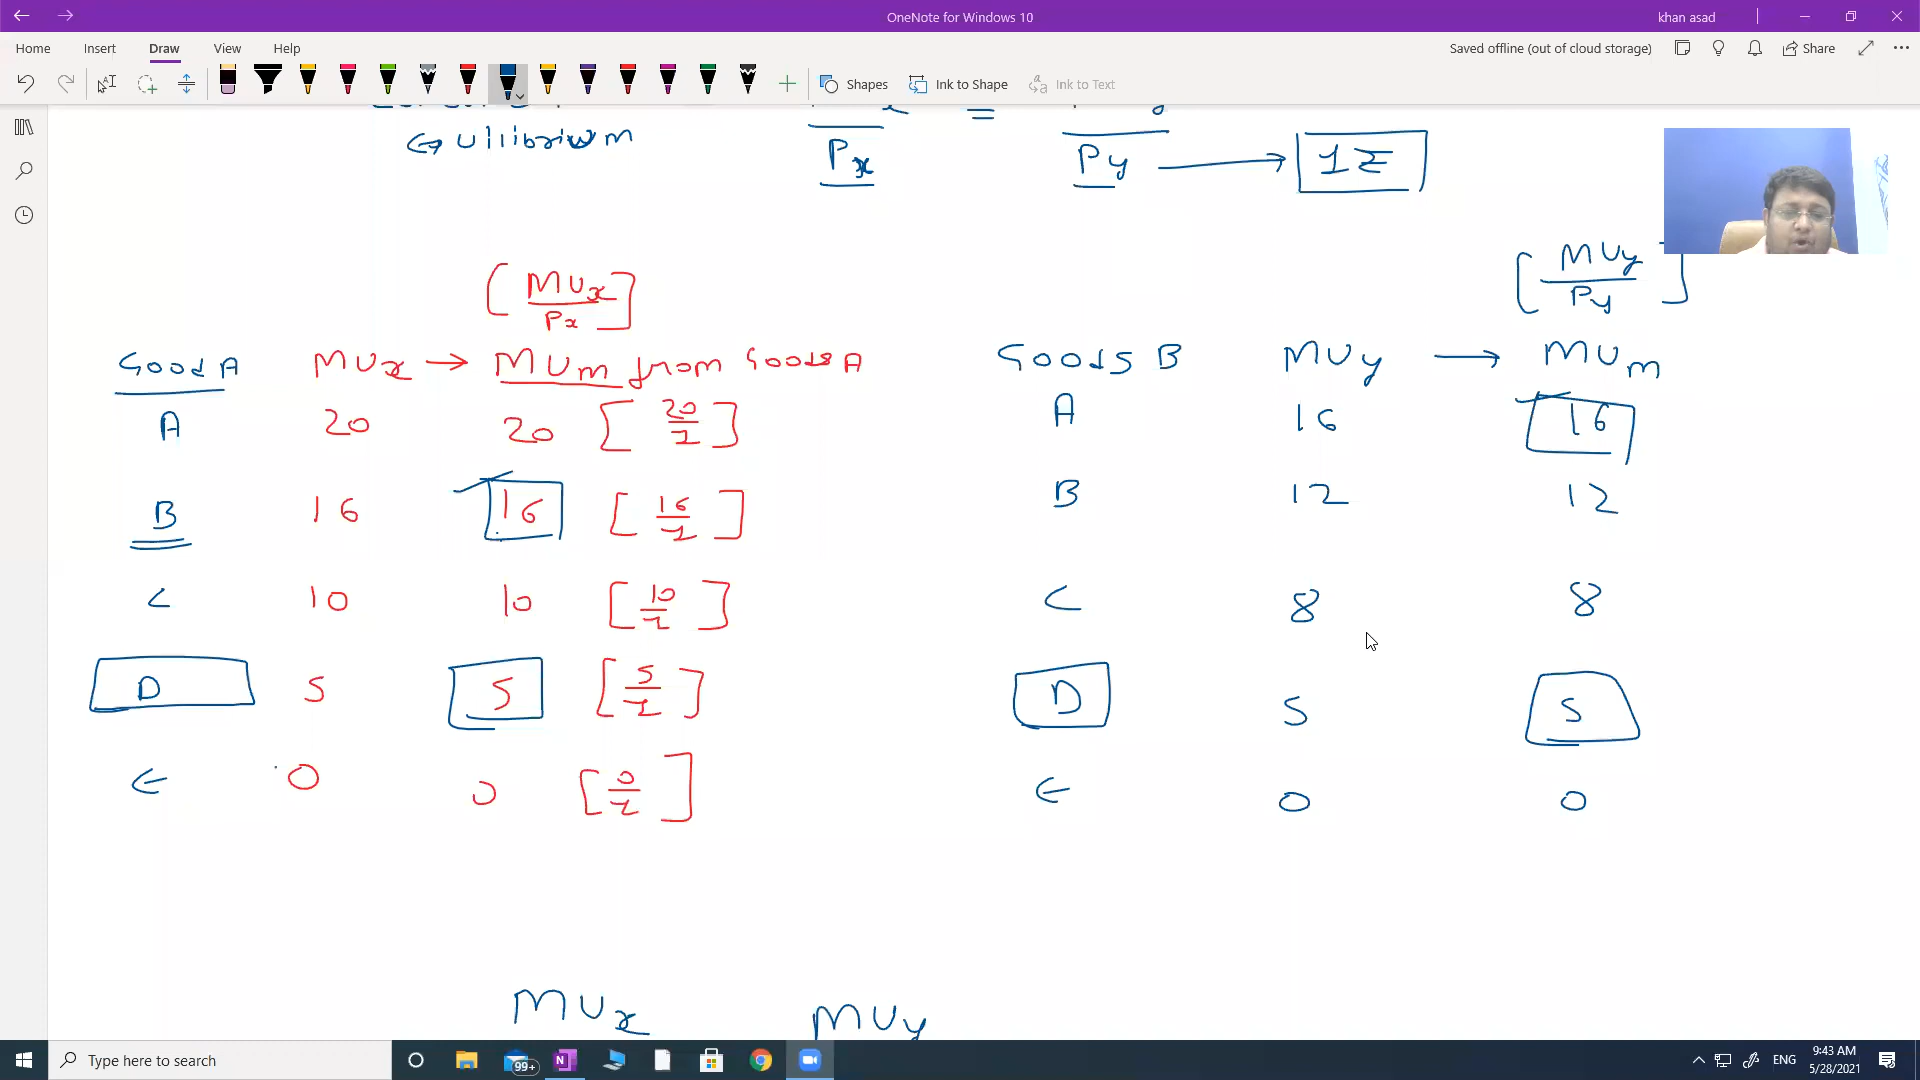 OneNote for Windows 10
khan asad
Home Insert Draw View Help
Saved offline (out of cloud storage)
Share
Shapes
Ink to Shape
Ink to Text
Px
=
Py → 1
[MUx/Px]
[MUy/Py]
Good A MUx → MUm from Goods A
Goods B MUy → MUm
A 20 20 [20/1] A 16 16
B 16 16 [16/1] B 12 12
C 10 10 [10/1] C 8 8
D 5 5 [5/1] D 5 5
E 0 0 [0/1] E 0 0
MUx MUy
Type here to search
99+
ENG
9:43 AM
5/28/2021